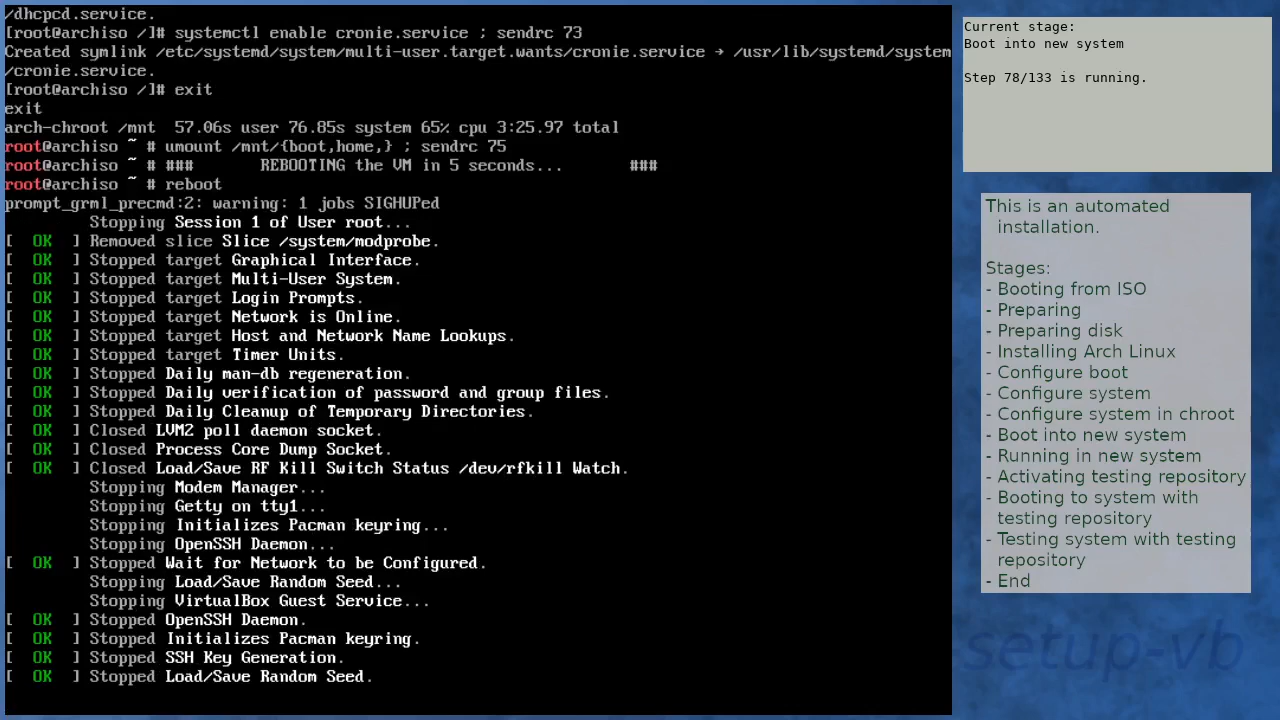 /dhcpcd.service.
[root@archiso /]# systemctl enable cronie.service ; sendrc 73
Created symlink /etc/systemd/system/multi-user.target.wants/cronie.service → /usr/lib/systemd/system
/cronie.service.
[root@archiso /]# exit
exit
arch-chroot /mnt  57.06s user 76.85s system 65% cpu 3:25.97 total
root@archiso ~ # umount /mnt/{boot,home,} ; sendrc 75
root@archiso ~ # ###       REBOOTING the VM in 5 seconds...       ###
root@archiso ~ # reboot
prompt_grml_precmd:2: warning: 1 jobs SIGHUPed
         Stopping Session 1 of User root...
[  OK  ] Removed slice Slice /system/modprobe.
[  OK  ] Stopped target Graphical Interface.
[  OK  ] Stopped target Multi-User System.
[  OK  ] Stopped target Login Prompts.
[  OK  ] Stopped target Network is Online.
[  OK  ] Stopped target Host and Network Name Lookups.
[  OK  ] Stopped target Timer Units.
[  OK  ] Stopped Daily man-db regeneration.
[  OK  ] Stopped Daily verification of password and group files.
[  OK  ] Stopped Daily Cleanup of Temporary Directories.
[  OK  ] Closed LVM2 poll daemon socket.
[  OK  ] Closed Process Core Dump Socket.
[  OK  ] Closed Load/Save RF Kill Switch Status /dev/rfkill Watch.
         Stopping Modem Manager...
         Stopping Getty on tty1...
         Stopping Initializes Pacman keyring...
         Stopping OpenSSH Daemon...
[  OK  ] Stopped Wait for Network to be Configured.
         Stopping Load/Save Random Seed...
         Stopping VirtualBox Guest Service...
[  OK  ] Stopped OpenSSH Daemon.
[  OK  ] Stopped Initializes Pacman keyring.
[  OK  ] Stopped SSH Key Generation.
[  OK  ] Stopped Load/Save Random Seed.
Current stage:
Boot into new system
Step 78/133 is running.
This is an automated
installation.
Stages:
- Booting from ISO
- Preparing
- Preparing disk
- Installing Arch Linux
- Configure boot
- Configure system
- Configure system in chroot
- Boot into new system
- Running in new system
- Activating testing repository
- Booting to system with
testing repository
- Testing system with testing
repository
- End
setup-vb